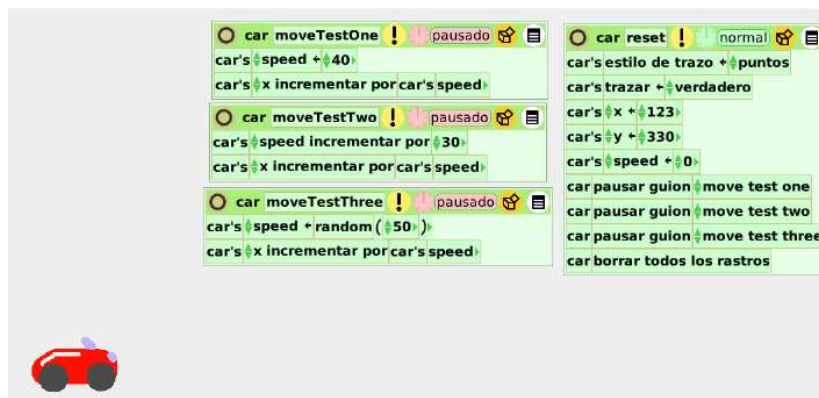 car moveTestOne ! pausado
car's speed ← 40
car's x incrementar por car's speed
car moveTestTwo ! pausado
car's speed incrementar por 30
car's x incrementar por car's speed
car moveTestThree ! pausado
car's speed ← random ( 50 )
car's x incrementar por car's speed
car reset ! normal
car's estilo de trazo ← puntos
car's trazar ← verdadero
car's x ← 123
car's y ← 330
car's speed ← 0
car pausar guion move test one
car pausar guion move test two
car pausar guion move test three
car borrar todos los rastros